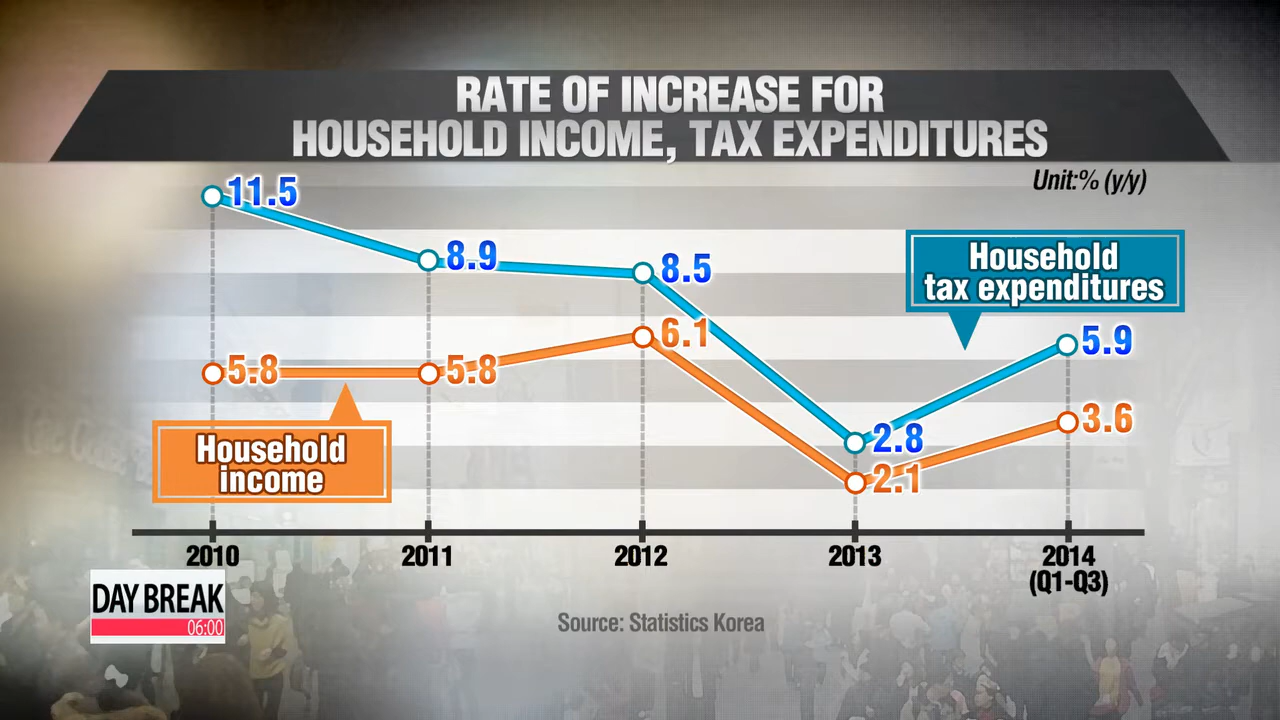 RATE OF INCREASE FOR
HOUSEHOLD INCOME, TAX EXPENDITURES
Unit:% (y/y)
11.5
8.9
8.5
Household
tax expenditures
6.1
5.9
5.8
5.8
3.6
2.8
2.1
Household
income
2010
2011
2012
2013
2014
(Q1-Q3)
DAY BREAK
06:00
Source: Statistics Korea